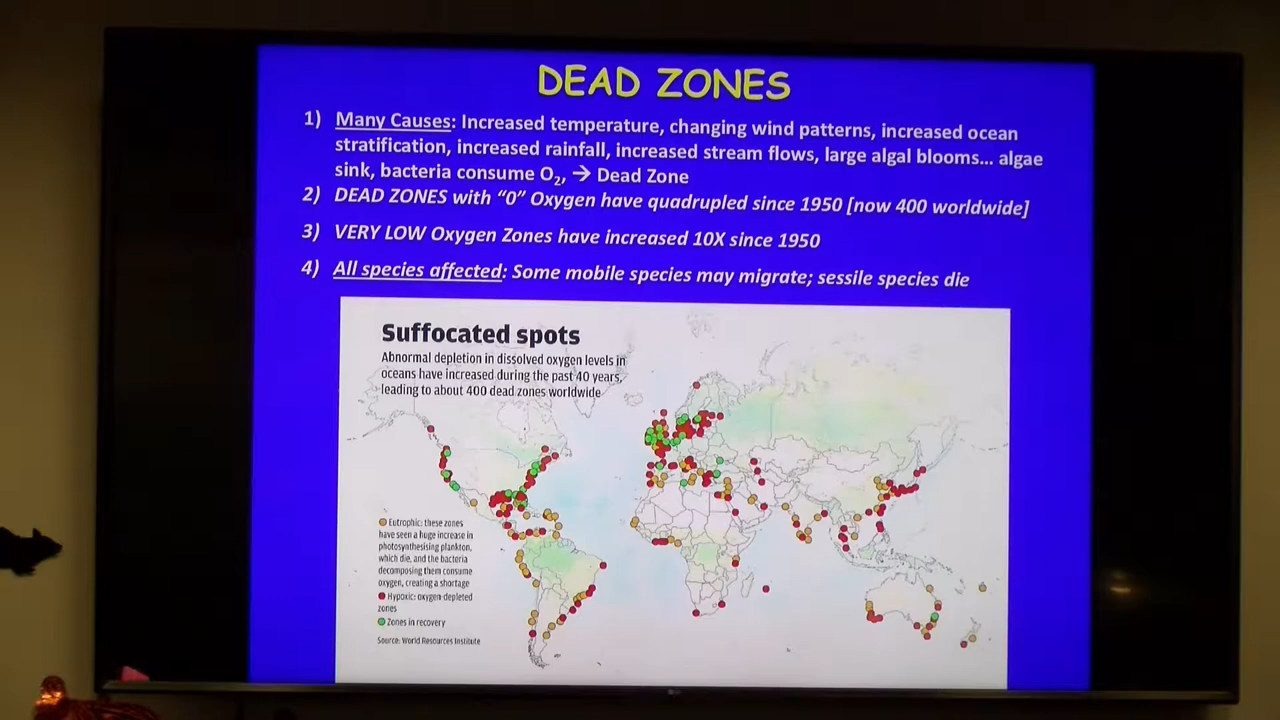 DEAD ZONES
1) Many Causes: Increased temperature, changing wind patterns, increased ocean
stratification, increased rainfall, increased stream flows, large algal blooms... algae
sink, bacteria consume O₂, → Dead Zone
2) DEAD ZONES with “0” Oxygen have quadrupled since 1950 [now 400 worldwide]
3) VERY LOW Oxygen Zones have increased 10X since 1950
4) All species affected: Some mobile species may migrate; sessile species die
Suffocated spots
Abnormal depletion in dissolved oxygen levels in
oceans have increased during the past 40 years,
leading to about 400 dead zones worldwide
Eutrophic: these zones
have seen a huge increase in
photosynthesising plankton,
which die, and the bacteria
decomposing them consume
oxygen, creating a shortage
Hypoxic: oxygen-depleted
zones
Zones in recovery
Source: World Resources Institute
LG